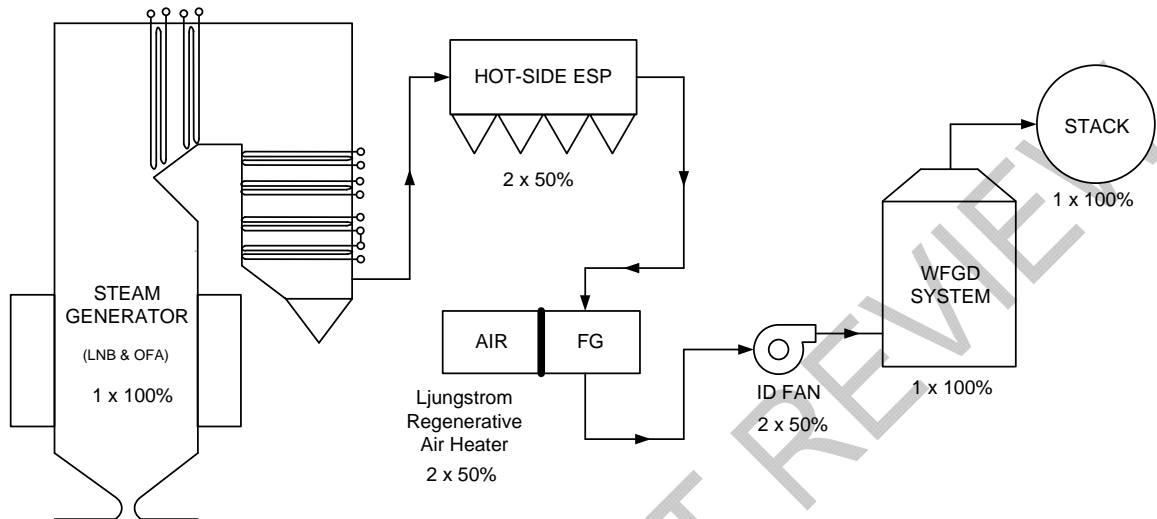 STEAM
GENERATOR
(LNB & OFA)
1 x 100%
HOT-SIDE ESP
2 x 50%
AIR
FG
Ljungstrom
Regenerative
Air Heater
2 x 50%
ID FAN
2 x 50%
WFGD
SYSTEM
1 x 100%
STACK
1 x 100%
T REVIEW